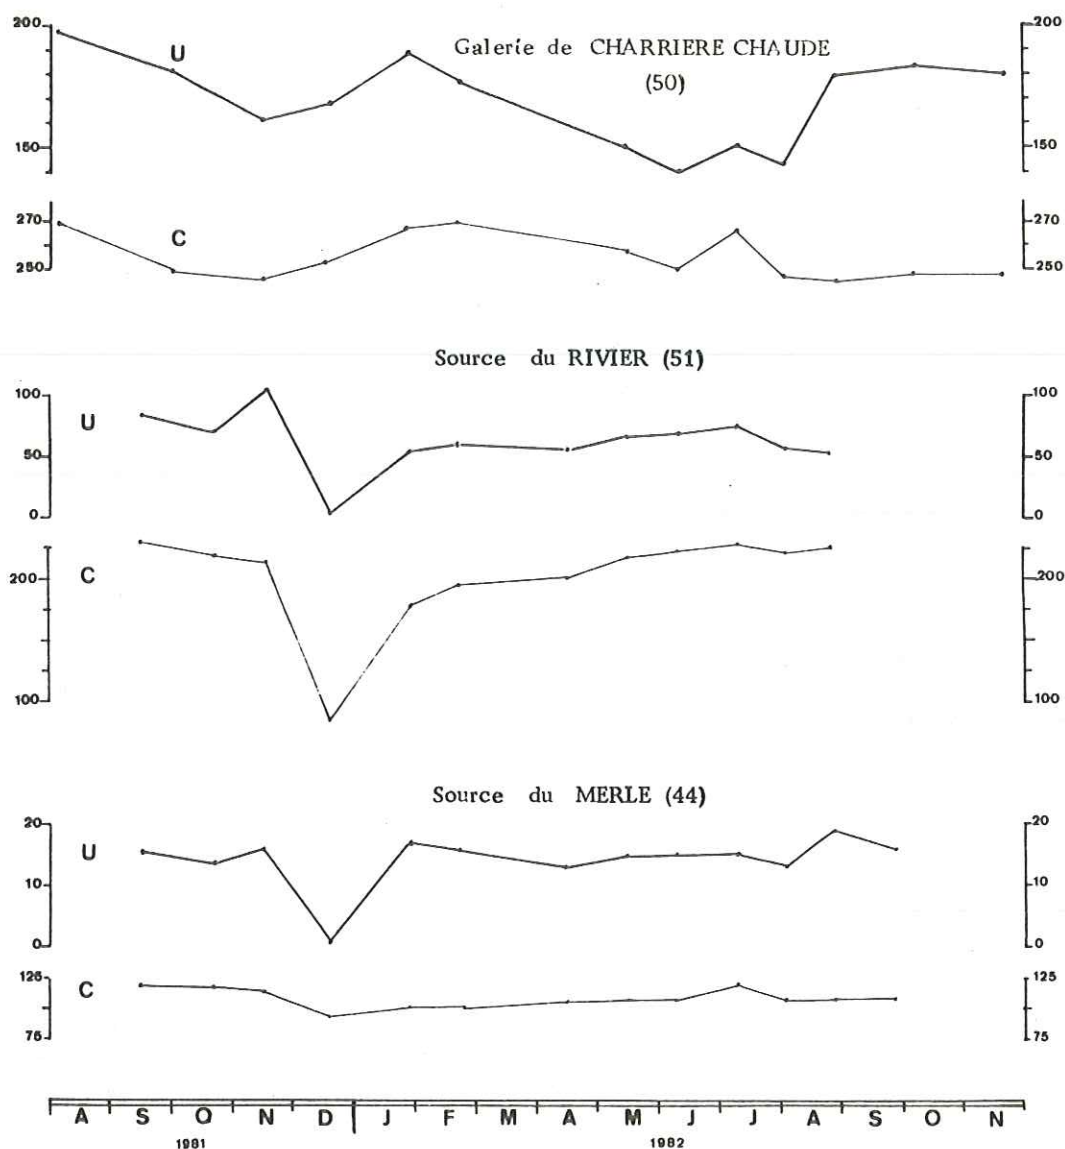 200 200
U Galerie de CHARRIERE CHAUDE
(50)
150 150
270 270
C
250 250
Source du RIVIER (51)
100 100
U
50 50
0 0
C
200 200
100 100
Source du MERLE (44)
20 20
U
10 10
0 0
125 125
C
75 75
A S O N D J F M A M J J A S O N
1981 1982